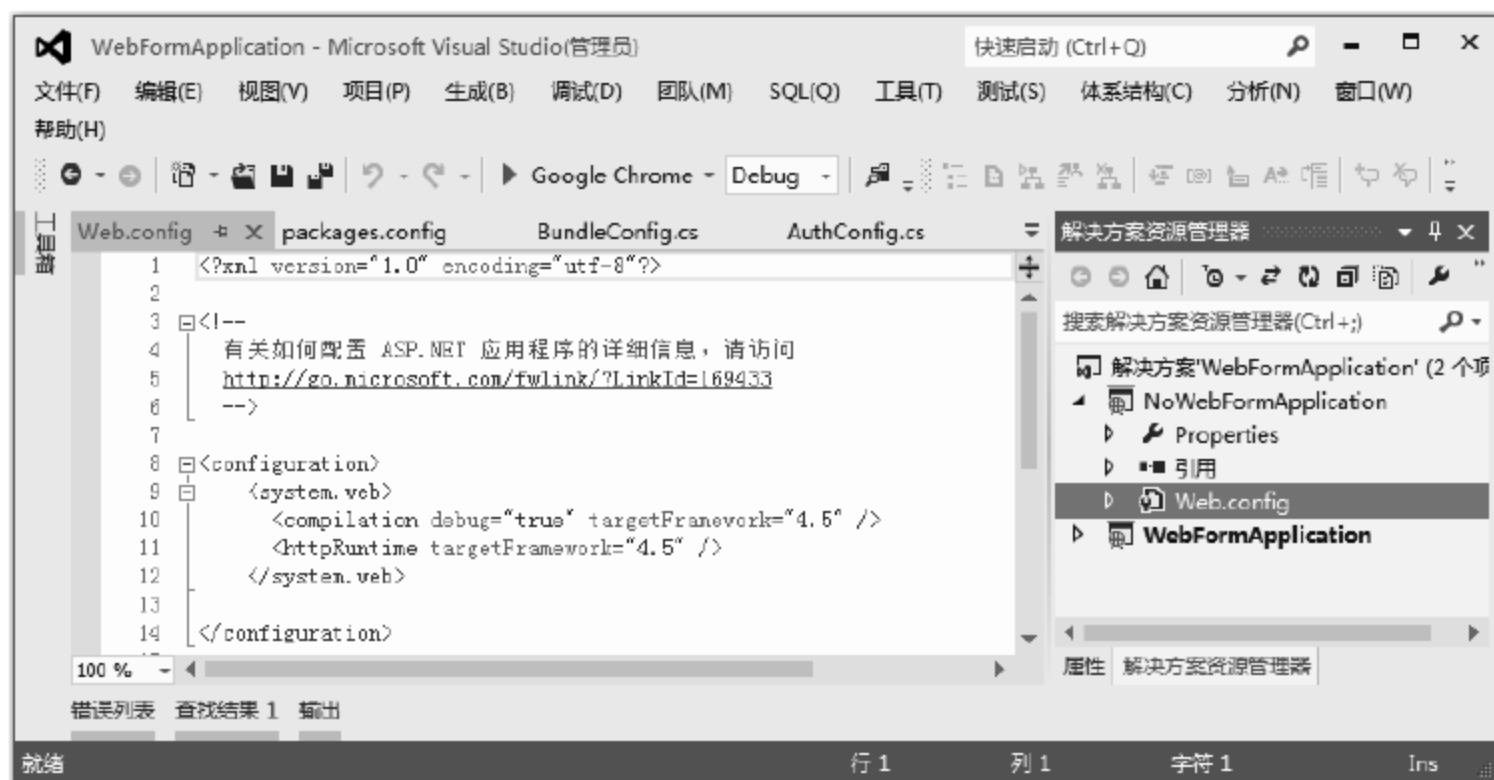 WebFormApplication - Microsoft Visual Studio(管理员)
快速启动 (Ctrl+Q)
文件(F) 编辑(E) 视图(V) 项目(P) 生成(B) 调试(D) 团队(M) SQL(Q) 工具(T) 测试(S) 体系结构(C) 分析(N) 窗口(W)
帮助(H)
Google Chrome Debug
工具箱
Web.config packages.config BundleConfig.cs AuthConfig.cs
1 <?xml version="1.0" encoding="utf-8"?>
2
3 <!--
4 有关如何配置 ASP.NET 应用程序的详细信息，请访问
5 http://go.microsoft.com/fwlink/?LinkId=169433
6 -->
7
8 <configuration>
9 <system.web>
10 <compilation debug="true" targetFramework="4.5" />
11 <httpRuntime targetFramework="4.5" />
12 </system.web>
13
14 </configuration>
100 %
解决方案资源管理器
搜索解决方案资源管理器(Ctrl+;)
解决方案'WebFormApplication' (2 个项
NoWebFormApplication
Properties
引用
Web.config
WebFormApplication
属性 解决方案资源管理器
错误列表 查找结果 1 输出
就绪 行 1 列 1 字符 1 Ins